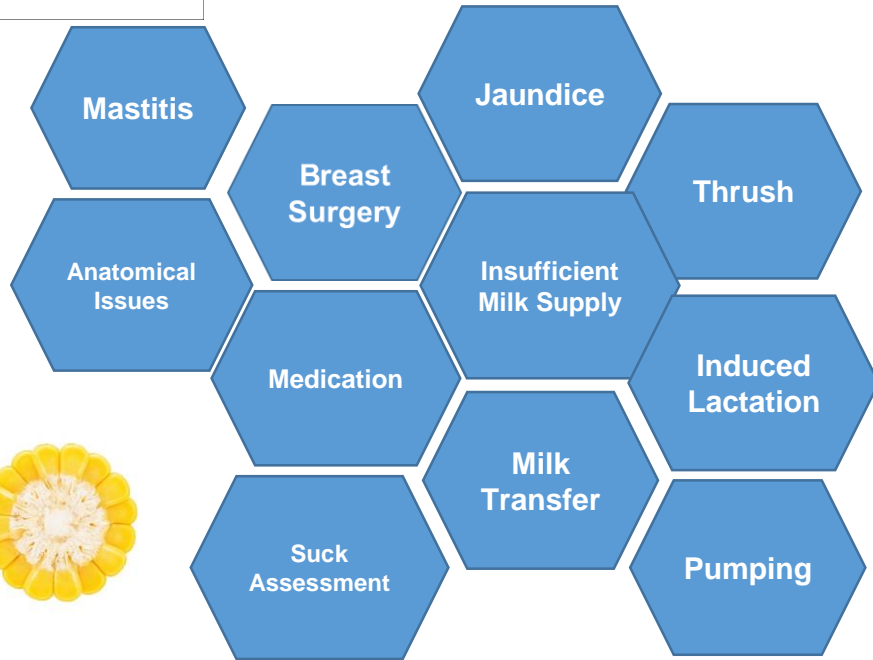 Mastitis
Jaundice
Breast
Surgery
Thrush
Anatomical
Issues
Insufficient
Milk Supply
Medication
Induced
Lactation
Milk
Transfer
Suck
Assessment
Pumping